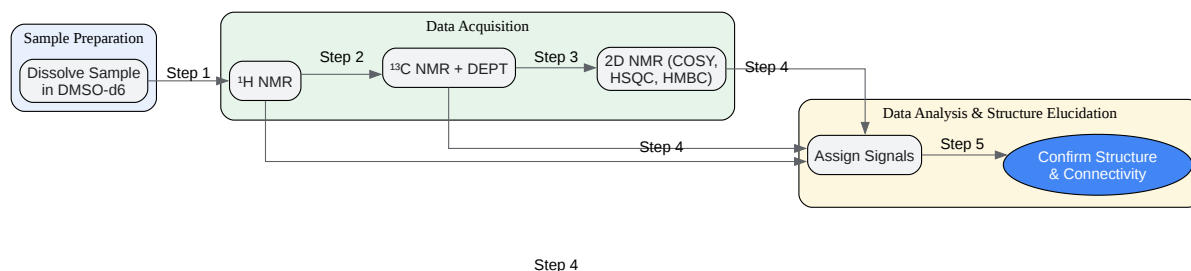 Sample Preparation
Dissolve Sample
in DMSO-d6
Step 1
Data Acquisition
¹H NMR
Step 2
¹³C NMR + DEPT
Step 3
2D NMR (COSY,
HSQC, HMBC)
Step 4
Step 4
Data Analysis & Structure Elucidation
Assign Signals
Step 5
Confirm Structure
& Connectivity
Step 4